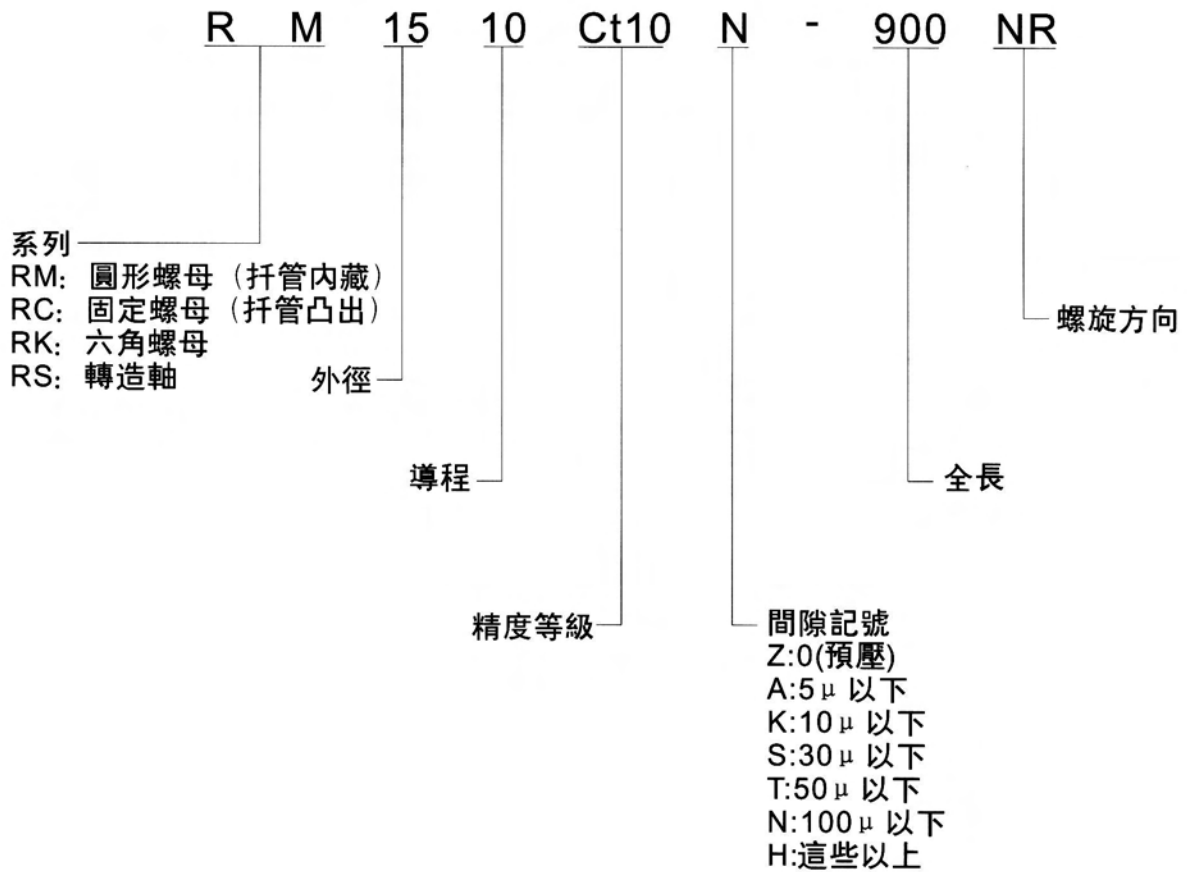 R M 15 10 Ct10 N - 900 NR
系列
RM: 圓形螺母（扦管内藏）
RC: 固定螺母（扦管凸出）
RK: 六角螺母
RS: 轉造軸
外徑
導程
精度等級
間隙記號
Z:0(預壓)
A:5μ 以下
K:10μ 以下
S:30μ 以下
T:50μ 以下
N:100μ 以下
H:這些以上
全長
螺旋方向